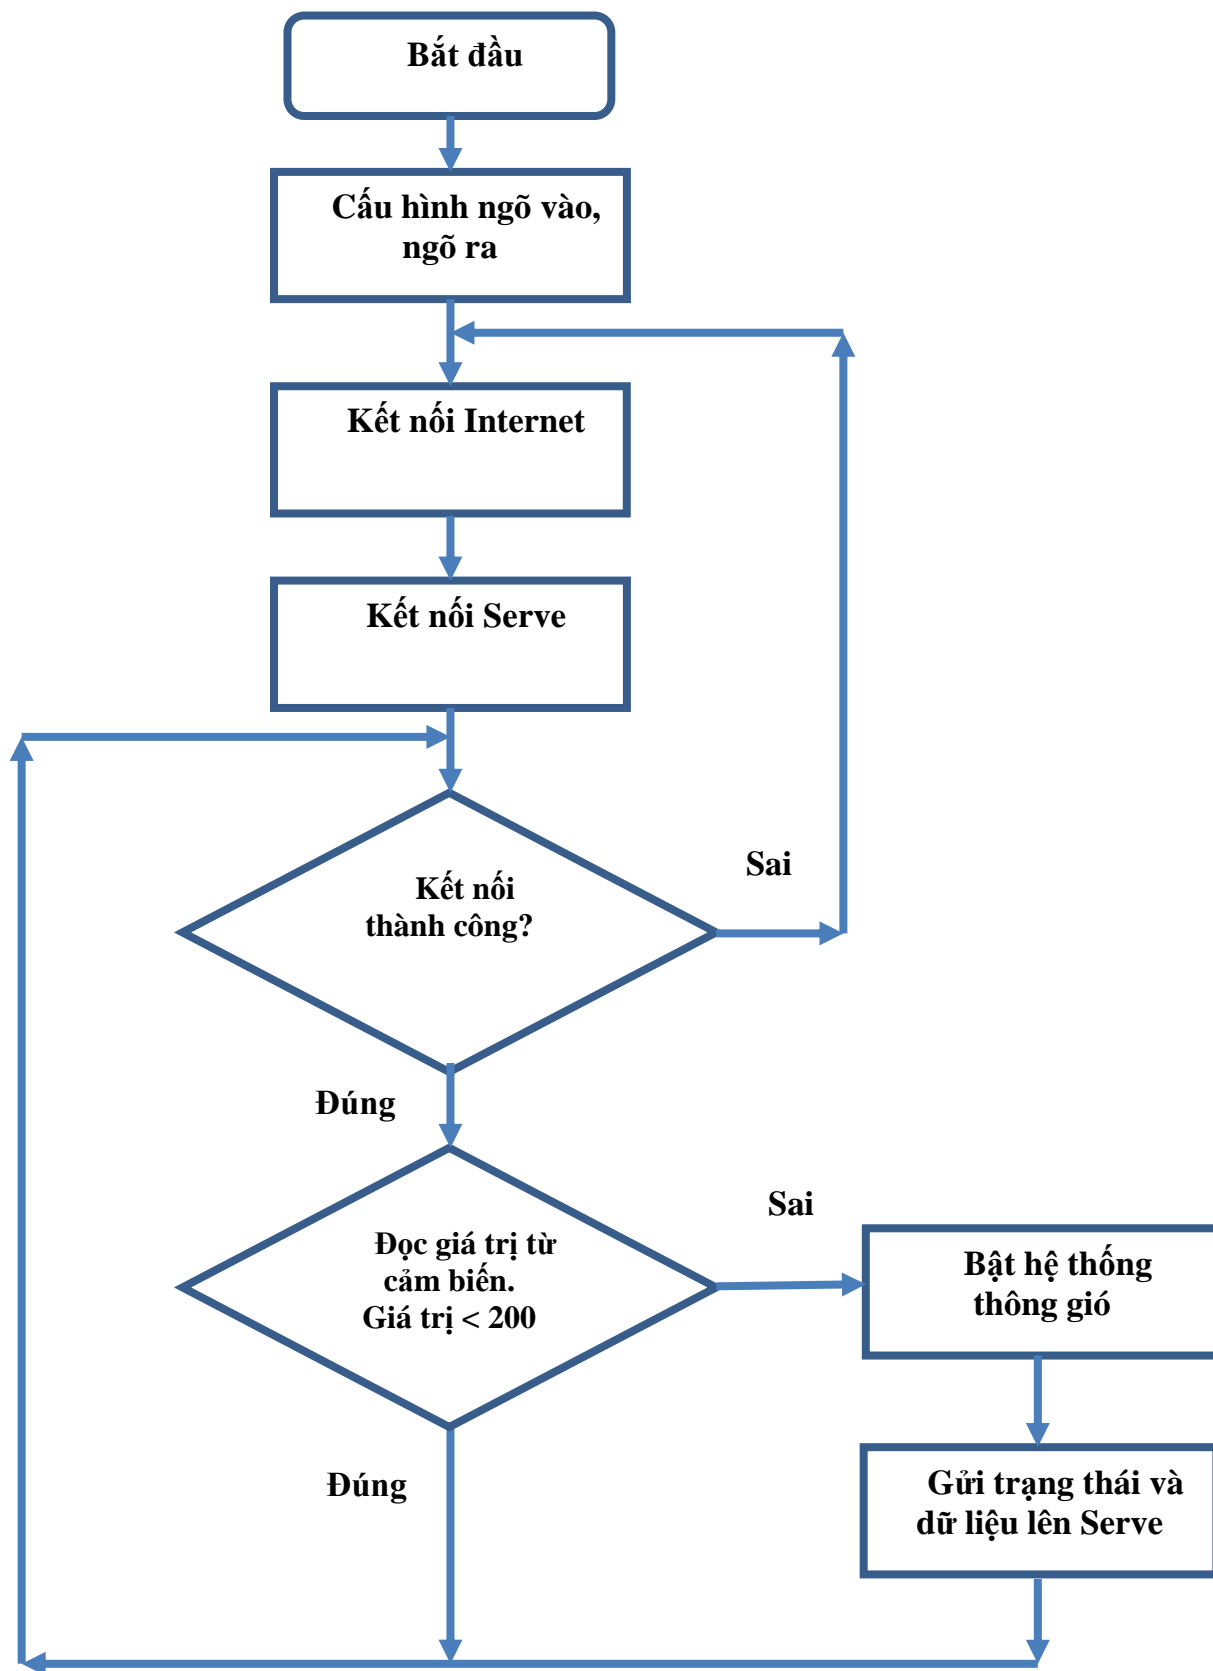 Bắt đầu
Cấu hình ngõ vào,
ngõ ra
Kết nối Internet
Kết nối Serve
Sai
Kết nối
thành công?
Đúng
Sai
Đọc giá trị từ
cảm biến.
Giá trị < 200
Bật hệ thống
thông gió
Đúng
Gửi trạng thái và
dữ liệu lên Serve